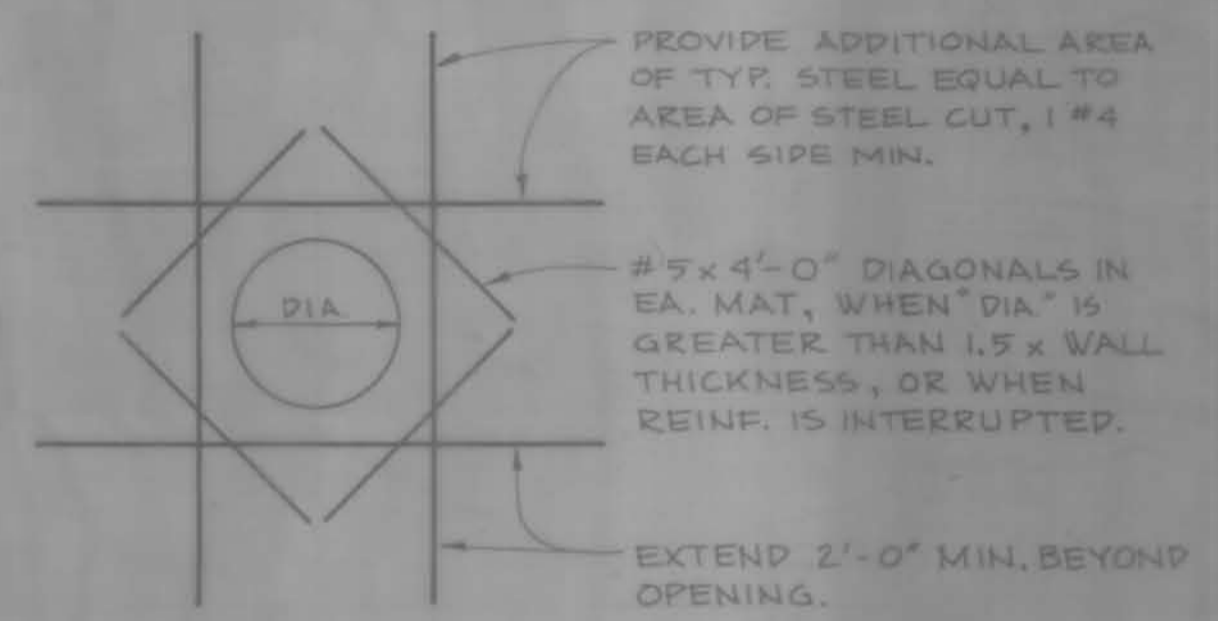 PROVIDE ADDITIONAL AREA
OF TYP. STEEL EQUAL TO
AREA OF STEEL CUT, 1 #4
EACH SIDE MIN.
DIA.
#5 x 4'-0" DIAGONALS IN
EA. MAT, WHEN "DIA." IS
GREATER THAN 1.5 x WALL
THICKNESS, OR WHEN
REINF. IS INTERRUPTED.
EXTEND 2'-0" MIN. BEYOND
OPENING.